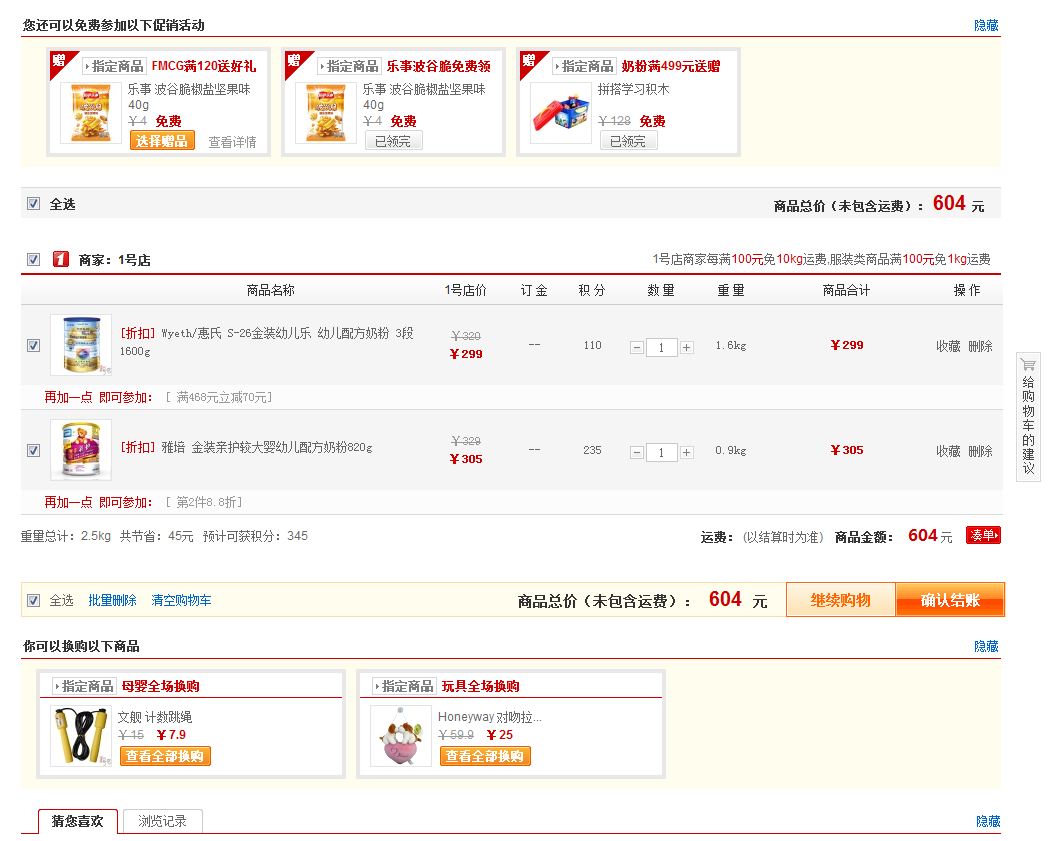 您还可以免费参加以下促销活动 隐藏
赠 指定商品 FMCG满120送好礼
乐事 波谷脆椒盐坚果味
40g
￥4 免费
选择赠品 查看详情
赠 指定商品 乐事波谷脆免费领
乐事 波谷脆椒盐坚果味
40g
￥4 免费
已领完
赠 指定商品 奶粉满499元送赠
拼搭学习积木
￥128 免费
已领完
全选 商品总价（未包含运费）： 604 元
1 商家：1号店 1号店商家每满100元免10kg运费,服装类商品满100元免1kg运费
商品名称 1号店价 订 金 积 分 数 量 重 量 商品合计 操 作
[折扣] Wyeth/惠氏 S-26金装幼儿乐 幼儿配方奶粉 3段
1600g
￥320
￥299
-- 110 − 1 + 1.6kg ￥299 收藏 删除
再加一点 即可参加： [ 满468元立减70元]
[折扣] 雅培 金装亲护较大婴幼儿配方奶粉820g
￥329
￥305
-- 235 − 1 + 0.9kg ￥305 收藏 删除
再加一点 即可参加： [ 第2件8.8折]
重量总计：2.5kg 共节省：45元 预计可获积分：345 运费：(以结算时为准) 商品金额： 604 元 凑单
给购物车的建议
全选 批量删除 清空购物车 商品总价（未包含运费）： 604 元 继续购物 确认结账
你可以换购以下商品 隐藏
指定商品 母婴全场换购
文舰 计数跳绳
￥15 ￥7.9
查看全部换购
指定商品 玩具全场换购
Honeyway 对吻拉...
￥59.9 ￥25
查看全部换购
猜您喜欢 浏览记录 隐藏